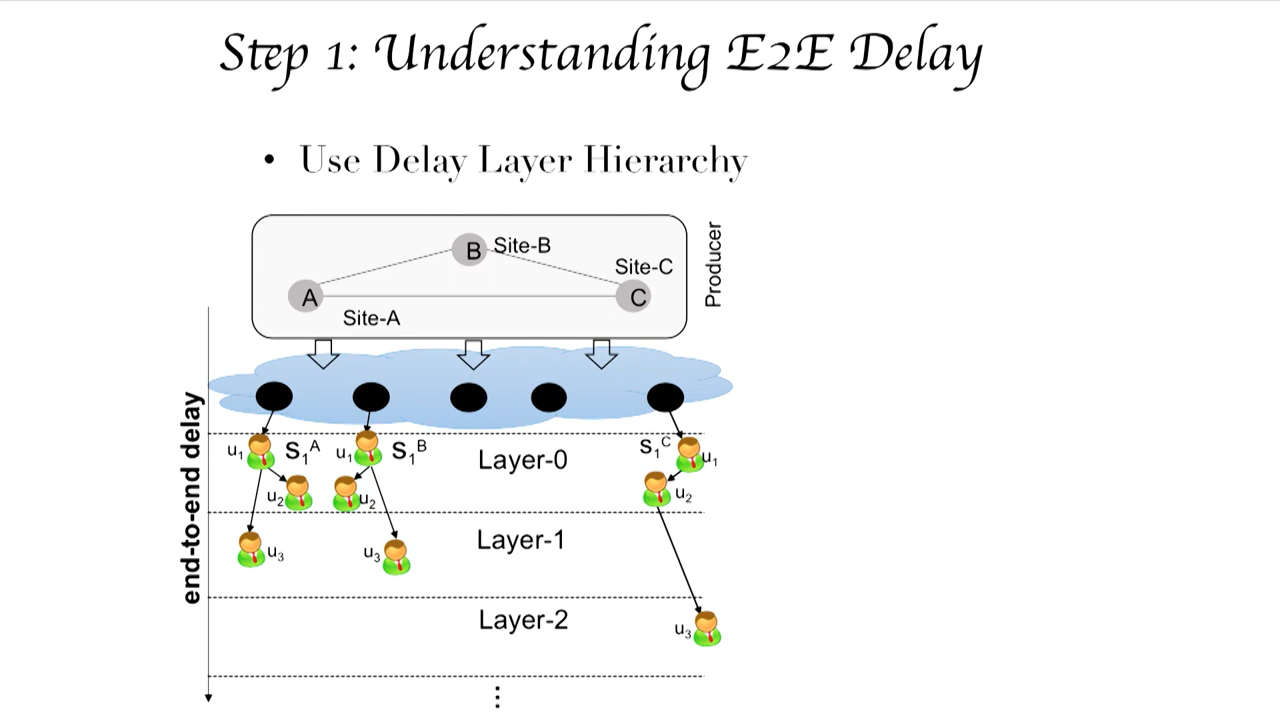 Step 1: Understanding E2E Delay
• Use Delay Layer Hierarchy
B Site-B
Site-C
A
C
Site-A
Producer
end-to-end delay
u₁ S₁ᴬ u₁ S₁ᴮ Layer-0 S₁ᶜ u₁
u₂ u₂ u₂
Layer-1
u₃ u₃
Layer-2
u₃
⋮